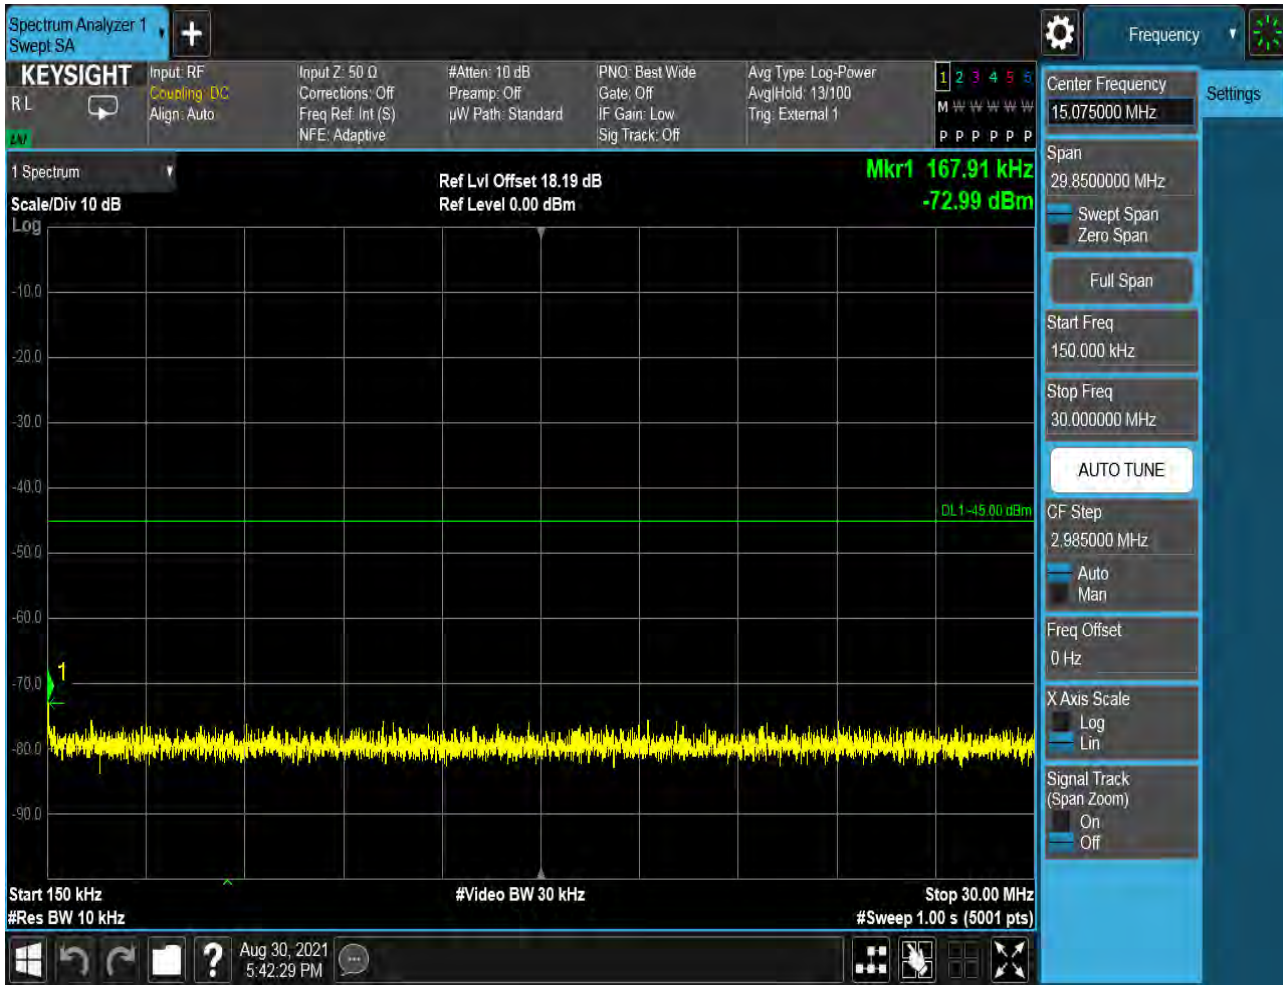 Spectrum Analyzer 1
Swept SA
+
Frequency
KEYSIGHT
R L
LNI
Input: RF
Coupling: DC
Align: Auto
Input Z: 50 Ω
Corrections: Off
Freq Ref: Int (S)
NFE: Adaptive
#Atten: 10 dB
Preamp: Off
µW Path: Standard
PNO: Best Wide
Gate: Off
IF Gain: Low
Sig Track: Off
Avg Type: Log-Power
Avg|Hold: 13/100
Trig: External 1
1 2 3 4 5 6
M W W W W W
P P P P P P
1 Spectrum
Scale/Div 10 dB
Log
Ref Lvl Offset 18.19 dB
Ref Level 0.00 dBm
Mkr1 167.91 kHz
-72.99 dBm
-10.0
-20.0
-30.0
-40.0
DL1 -45.00 dBm
-50.0
-60.0
1
-70.0
-80.0
-90.0
Start 150 kHz
#Res BW 10 kHz
#Video BW 30 kHz
Stop 30.00 MHz
#Sweep 1.00 s (5001 pts)
Center Frequency
15.075000 MHz
Settings
Span
29.8500000 MHz
Swept Span
Zero Span
Full Span
Start Freq
150.000 kHz
Stop Freq
30.000000 MHz
AUTO TUNE
CF Step
2.985000 MHz
Auto
Man
Freq Offset
0 Hz
X Axis Scale
Log
Lin
Signal Track
(Span Zoom)
On
Off
?
Aug 30, 2021
5:42:29 PM